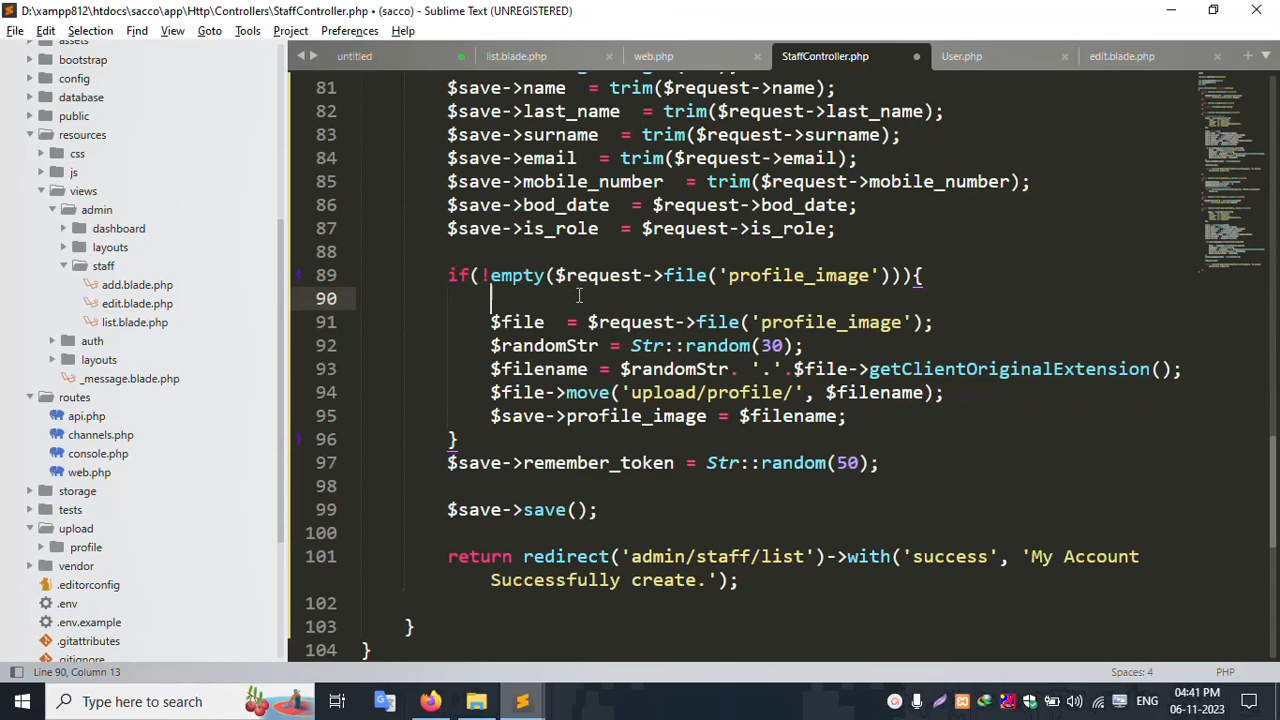 D:\xampp812\htdocs\sacco\app\Http\Controllers\StaffController.php • (sacco) - Sublime Text (UNREGISTERED)
File Edit Selection Find View Goto Tools Project Preferences Help
untitled list.blade.php web.php StaffController.php User.php edit.blade.php
assets
bootstrap
config
database
public
resources
css
js
views
admin
dashboard
layouts
staff
add.blade.php
edit.blade.php
list.blade.php
auth
layouts
_message.blade.php
routes
api.php
channels.php
console.php
web.php
storage
tests
upload
profile
vendor
.editorconfig
.env
.env.example
.gitattributes
.gitignore
81 $save->name = trim($request->name);
82 $save->last_name = trim($request->last_name);
83 $save->surname = trim($request->surname);
84 $save->email = trim($request->email);
85 $save->mobile_number = trim($request->mobile_number);
86 $save->bod_date = $request->bod_date;
87 $save->is_role = $request->is_role;
88
89 if(!empty($request->file('profile_image'))){
90
91 $file = $request->file('profile_image');
92 $randomStr = Str::random(30);
93 $filename = $randomStr. '.'.$file->getClientOriginalExtension();
94 $file->move('upload/profile/', $filename);
95 $save->profile_image = $filename;
96 }
97 $save->remember_token = Str::random(50);
98
99 $save->save();
100
101 return redirect('admin/staff/list')->with('success', 'My Account
Successfully create.');
102
103 }
104 }
Line 90, Column 13 Spaces: 4 PHP
Type here to search ENG 04:41 PM
06-11-2023